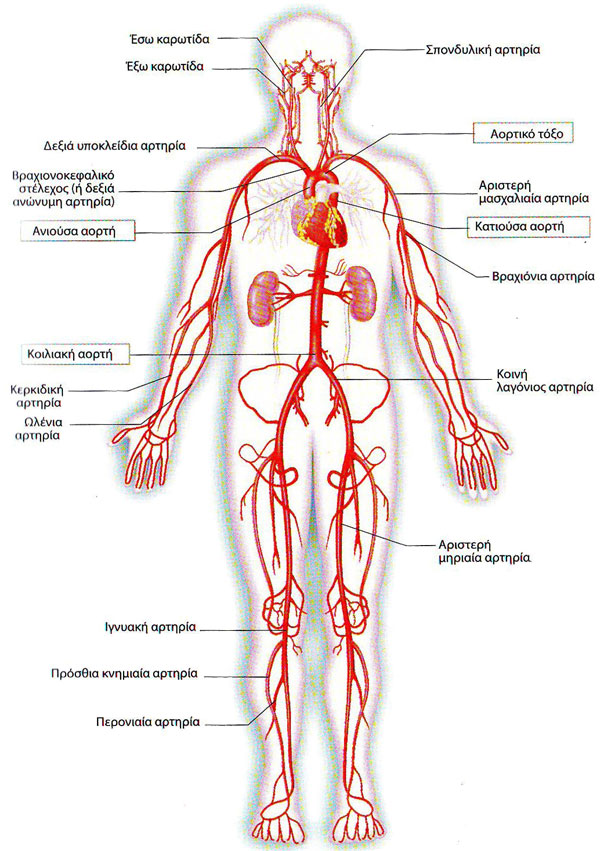 Έσω καρωτίδα
Έξω καρωτίδα
Σπονδυλική αρτηρία
Αορτικό τόξο
Δεξιά υποκλείδια αρτηρία
Βραχιονοκεφαλικό
στέλεχος (ή δεξιά
ανώνυμη αρτηρία)
Αριστερή
μασχαλιαία αρτηρία
Ανιούσα αορτή
Κατιούσα αορτή
Βραχιόνια αρτηρία
Κοιλιακή αορτή
Κοινή
λαγόνιος αρτηρία
Κερκιδική
αρτηρία
Ωλένια
αρτηρία
Αριστερή
μηριαία αρτηρία
Ιγνυακή αρτηρία
Πρόσθια κνημιαία αρτηρία
Περονιαία αρτηρία